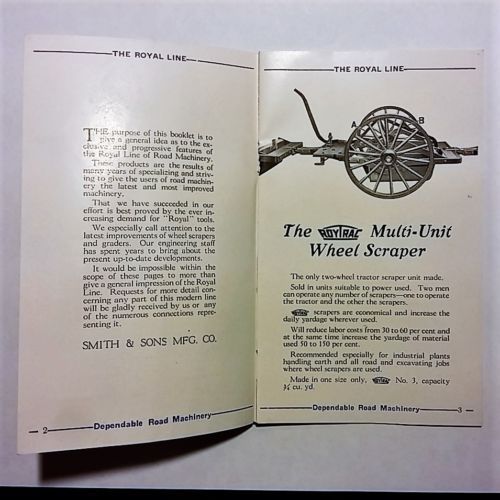 THE ROYAL LINE
THE purpose of this booklet is to
give a general idea as to the ex-
clusive and progressive features of
the Royal Line of Road Machinery.
These products are the results of
many years of specializing and striv-
ing to give the users of road machin-
ery the latest and most improved
machinery.
That we have succeeded in our
effort is best proved by the ever in-
creasing demand for "Royal" tools.
We especially call attention to the
latest improvements of wheel scrapers
and graders. Our engineering staff
has spent years to bring about the
present up-to-date developments.
It would be impossible within the
scope of these pages to more than
give a general impression of the Royal
Line. Requests for more detail con-
cerning any part of this modern line
will be gladly received by us or any
of the numerous connections repre-
senting it.
SMITH & SONS MFG. CO.
2
Dependable Road Machinery
THE ROYAL LINE
A B
The ROYTRAC Multi-Unit
Wheel Scraper
The only two-wheel tractor scraper unit made.
Sold in units suitable to power used. Two men
can operate any number of scrapers—one to operate
the tractor and the other the scrapers.
ROYTRAC scrapers are economical and increase the
daily yardage wherever used.
Will reduce labor costs from 30 to 60 per cent and
at the same time increase the yardage of material
used 50 to 150 per cent.
Recommended especially for industrial plants
handling earth and all road and excavating jobs
where wheel scrapers are used.
Made in one size only, ROYTRAC No. 3, capacity
¾ cu. yd.
Dependable Road Machinery
3